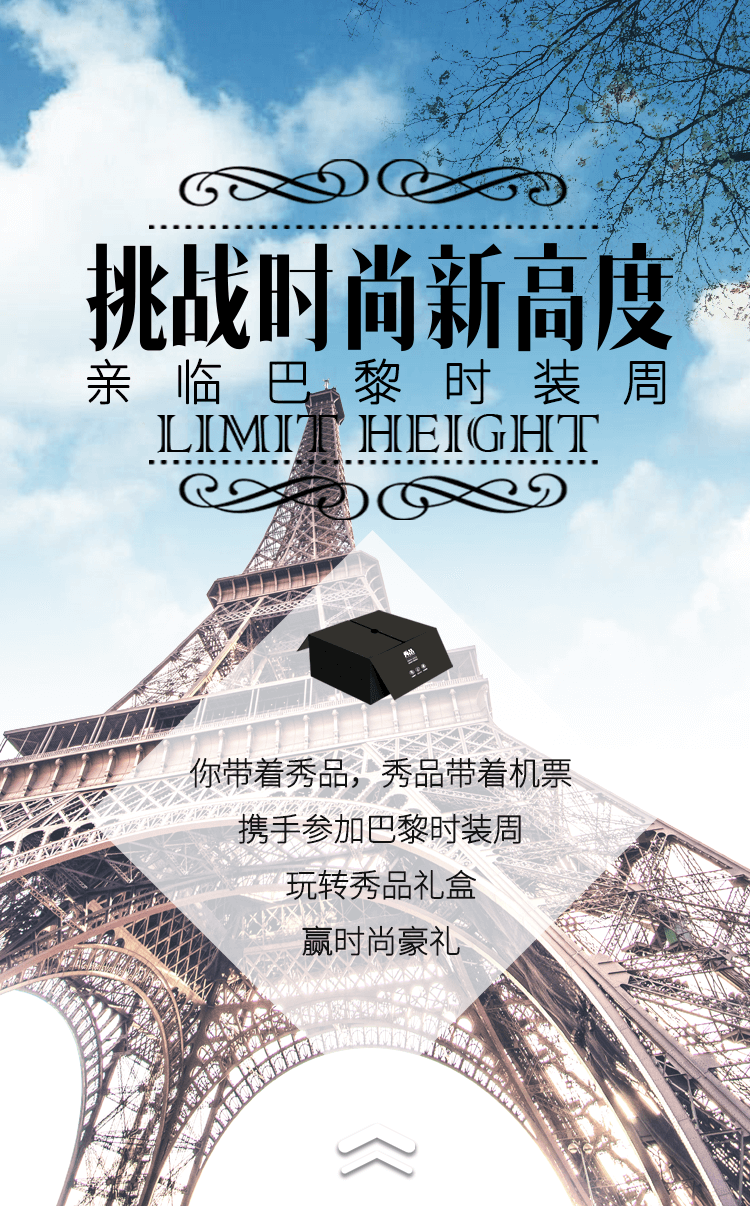 挑战时尚新高度
亲临巴黎时装周
LIMIT HEIGHT
你带着秀品，秀品带着机票
携手参加巴黎时装周
玩转秀品礼盒
赢时尚豪礼